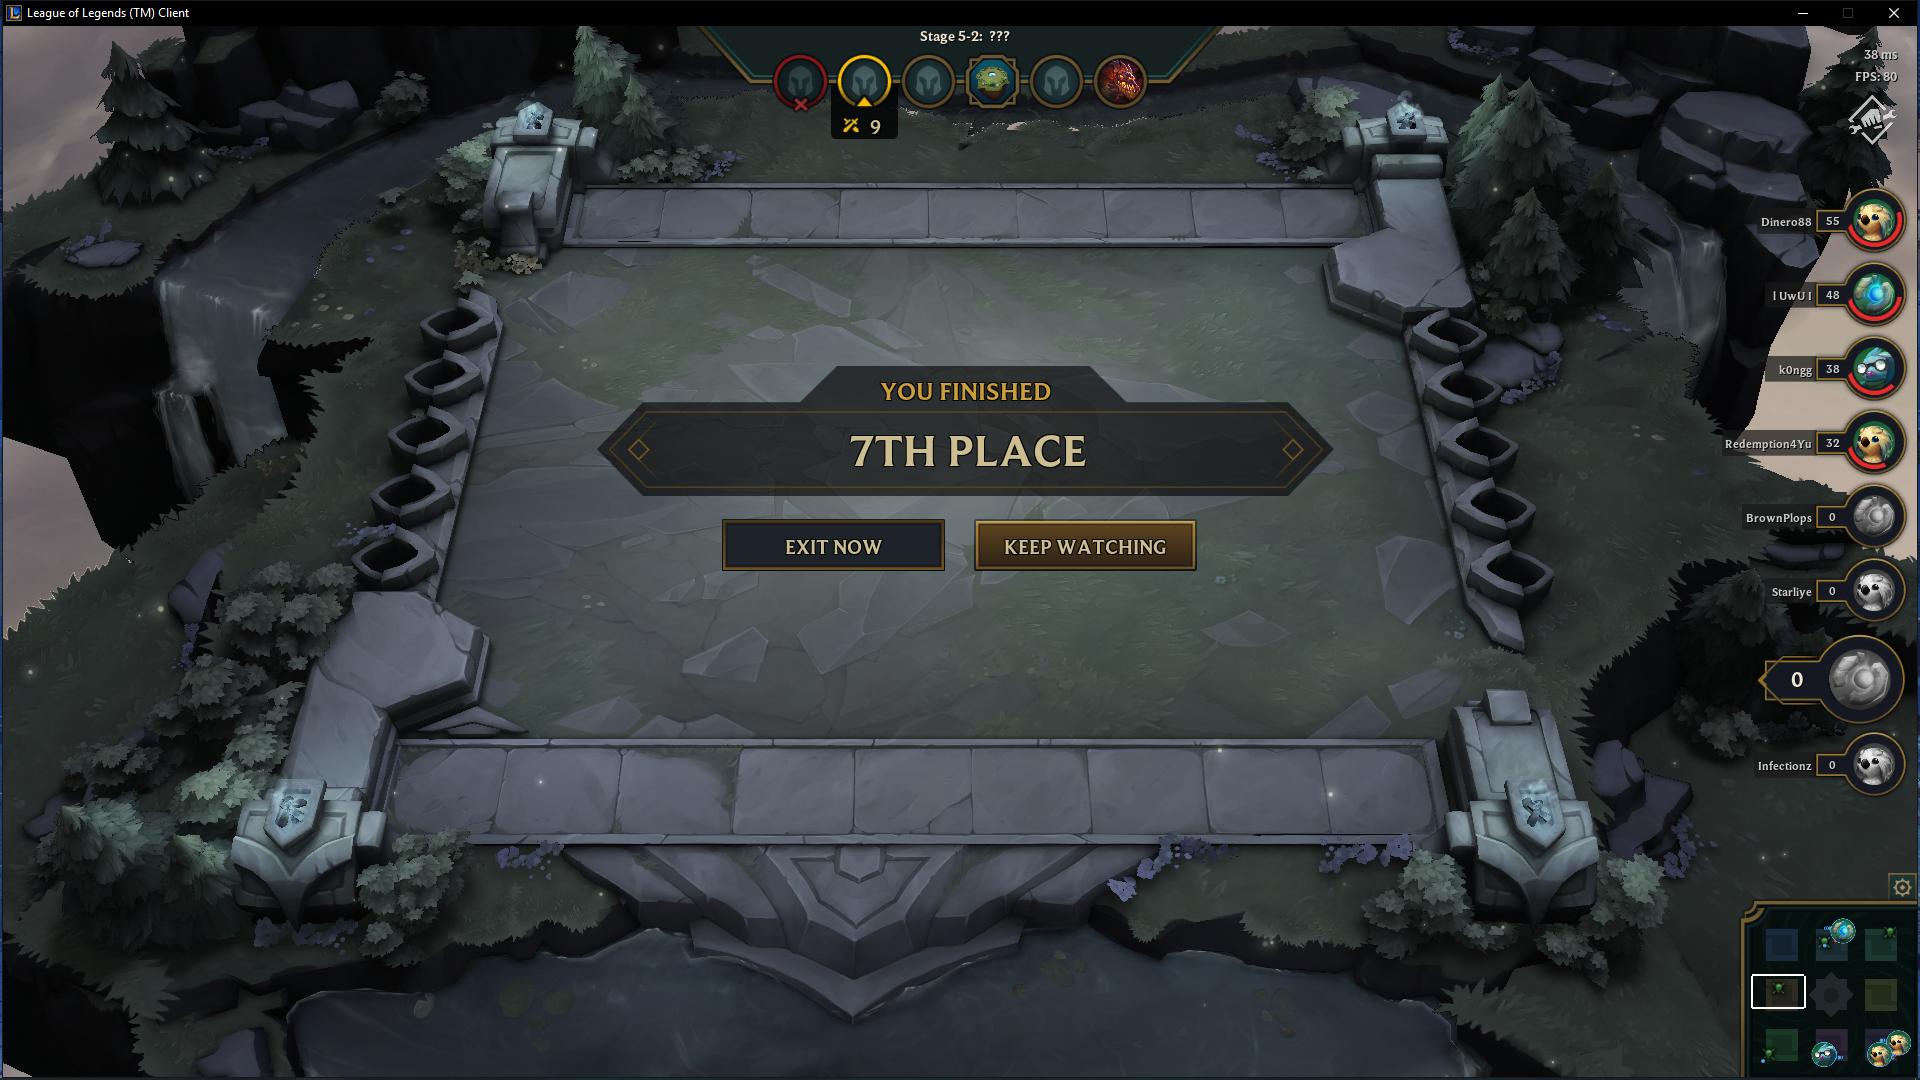 League of Legends (TM) Client
Stage 5-2: ???
9
38 ms
FPS: 80
Dinero88 55
l UwU l 48
k0ngg 38
Redemption4Yu 32
BrownPlops 0
Starliye 0
0
Infectionz 0
YOU FINISHED
7TH PLACE
EXIT NOW
KEEP WATCHING